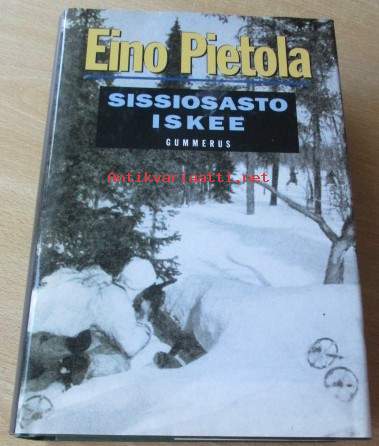 Eino Pietola
SISSIOSASTO
ISKEE
GUMMERUS
Antikvariaatti.net